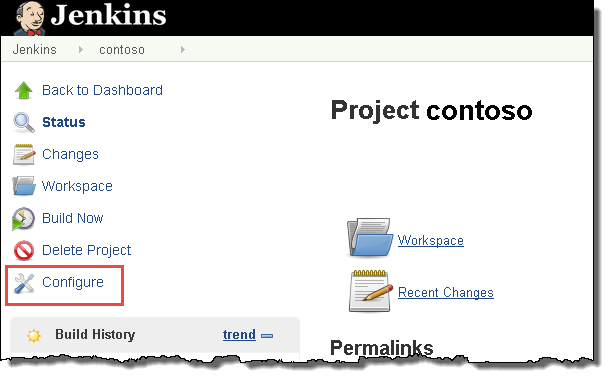 Jenkins
Jenkins contoso
Back to Dashboard
Status
Changes
Workspace
Build Now
Delete Project
Configure
Build History trend
Project contoso
Workspace
Recent Changes
Permalinks